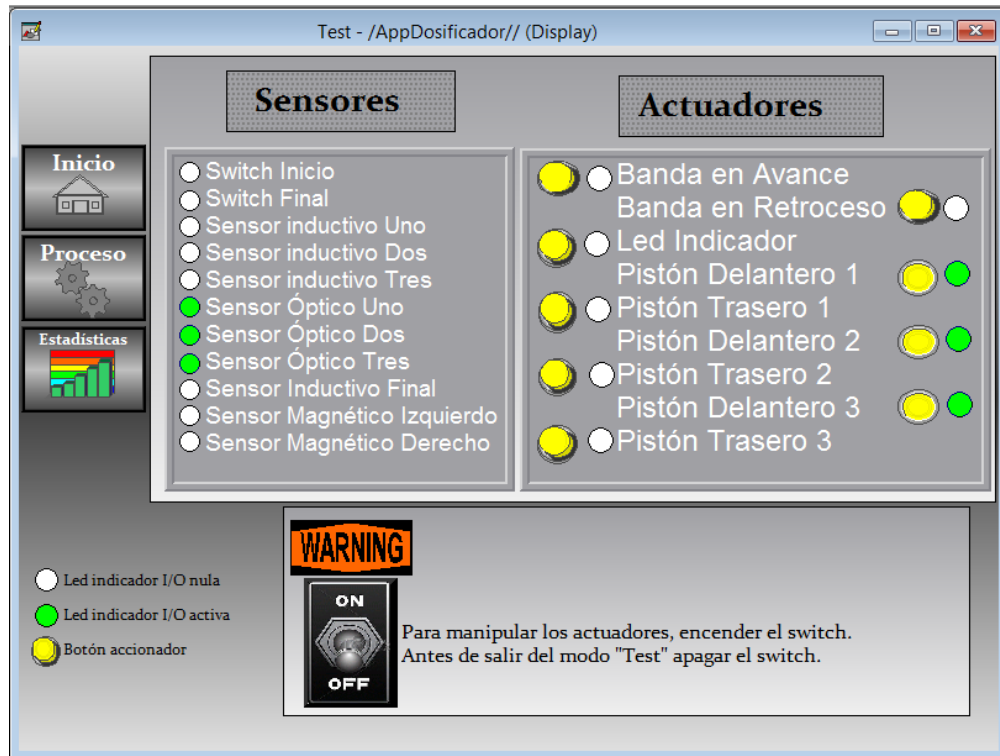 Test - /AppDosificador// (Display)
Sensores
Actuadores
Inicio
Proceso
Estadísticas
Switch Inicio
Switch Final
Sensor inductivo Uno
Sensor inductivo Dos
Sensor inductivo Tres
Sensor Óptico Uno
Sensor Óptico Dos
Sensor Óptico Tres
Sensor Inductivo Final
Sensor Magnético Izquierdo
Sensor Magnético Derecho
Banda en Avance
Banda en Retroceso
Led Indicador
Pistón Delantero 1
Pistón Trasero 1
Pistón Delantero 2
Pistón Trasero 2
Pistón Delantero 3
Pistón Trasero 3
Led indicador I/O nula
Led indicador I/O activa
Botón accionador
WARNING
ON
OFF
Para manipular los actuadores, encender el switch.
Antes de salir del modo "Test" apagar el switch.